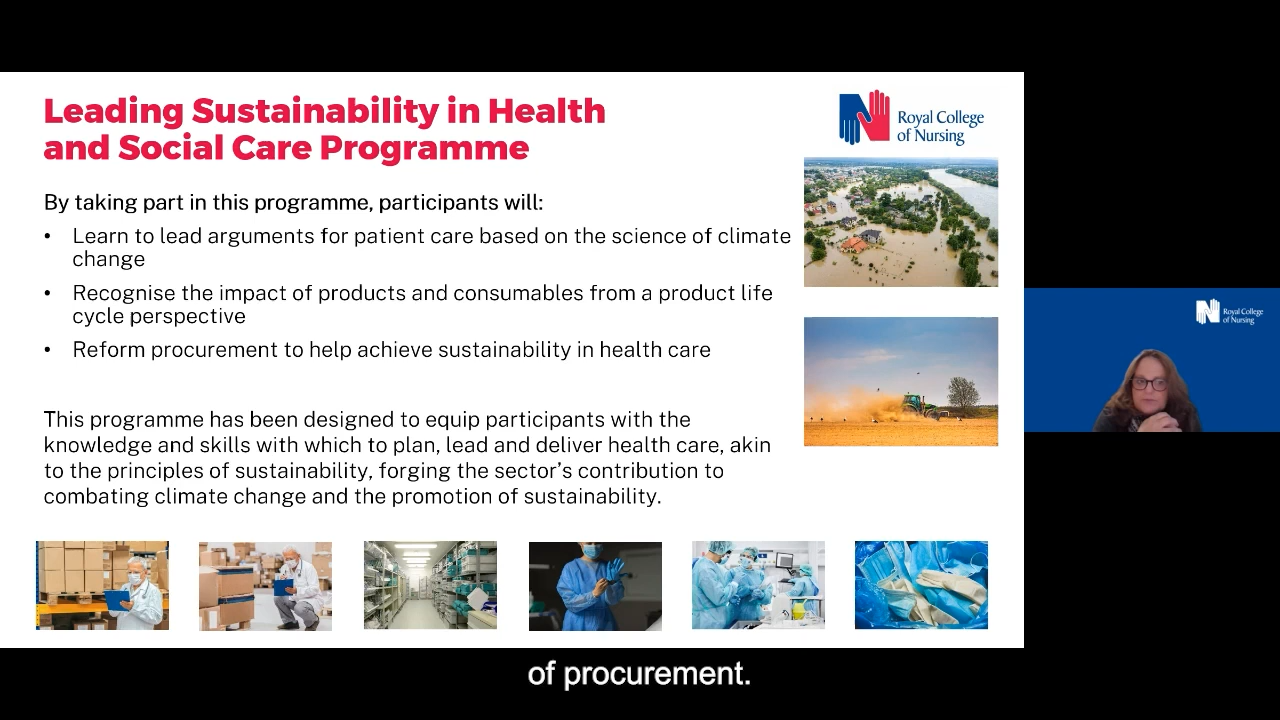 Leading Sustainability in Health
and Social Care Programme
Royal College
of Nursing
By taking part in this programme, participants will:
• Learn to lead arguments for patient care based on the science of climate
change
• Recognise the impact of products and consumables from a product life
cycle perspective
• Reform procurement to help achieve sustainability in health care
This programme has been designed to equip participants with the
knowledge and skills with which to plan, lead and deliver health care, akin
to the principles of sustainability, forging the sector’s contribution to
combating climate change and the promotion of sustainability.
Royal College
of Nursing
of procurement.